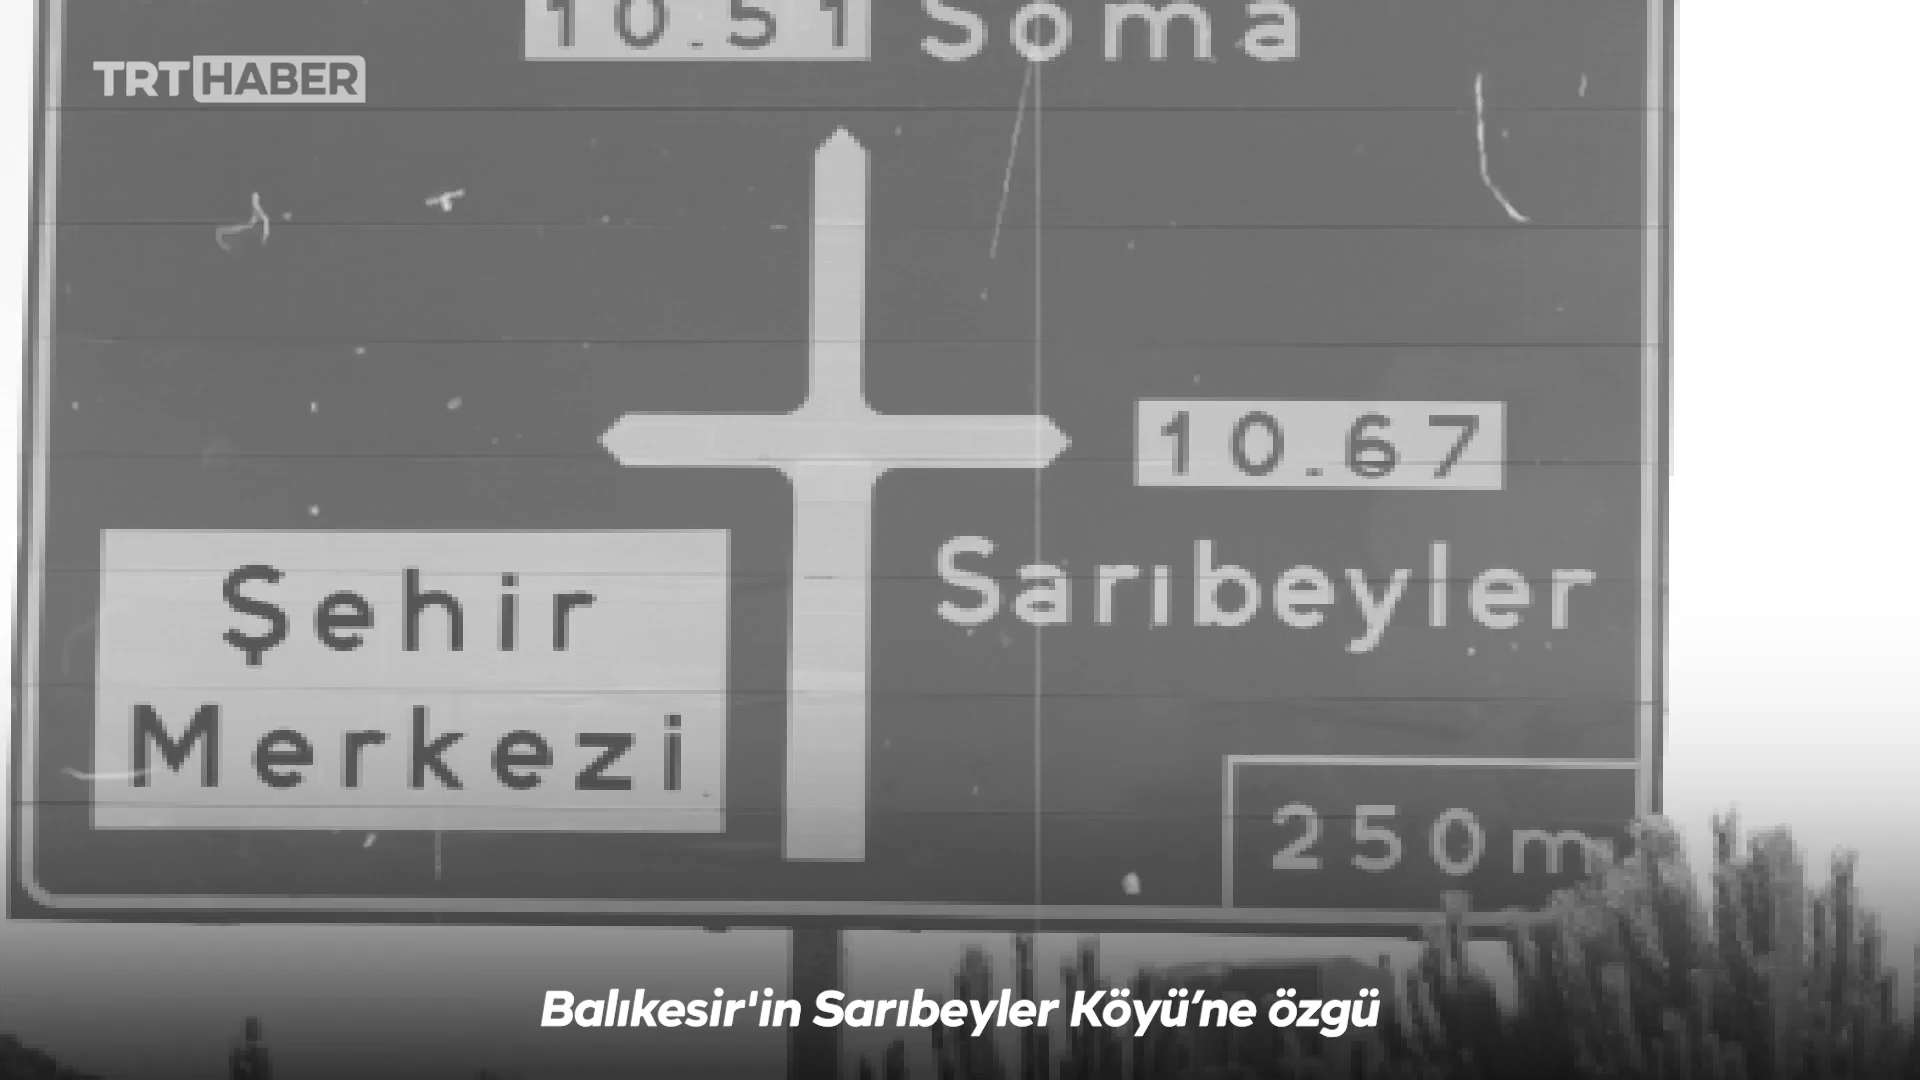 10.51 Soma
TRT HABER
10.67
Sarıbeyler
Şehir
Merkezi
250m
Balıkesir'in Sarıbeyler Köyü’ne özgü